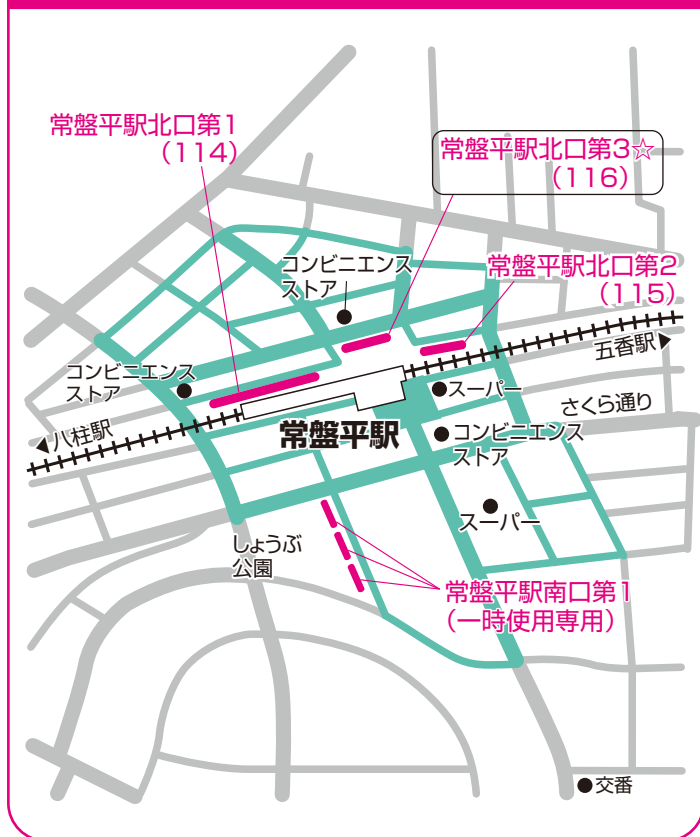 常盤平駅北口第1
(114)
常盤平駅北口第3☆
(116)
コンビニエンス
ストア
常盤平駅北口第2
(115)
五香駅▶
コンビニエンス
ストア
●スーパー
さくら通り
◀八柱駅
常盤平駅
●コンビニエンス
ストア
スーパー
しょうぶ
公園
常盤平駅南口第1
(一時使用専用)
●交番